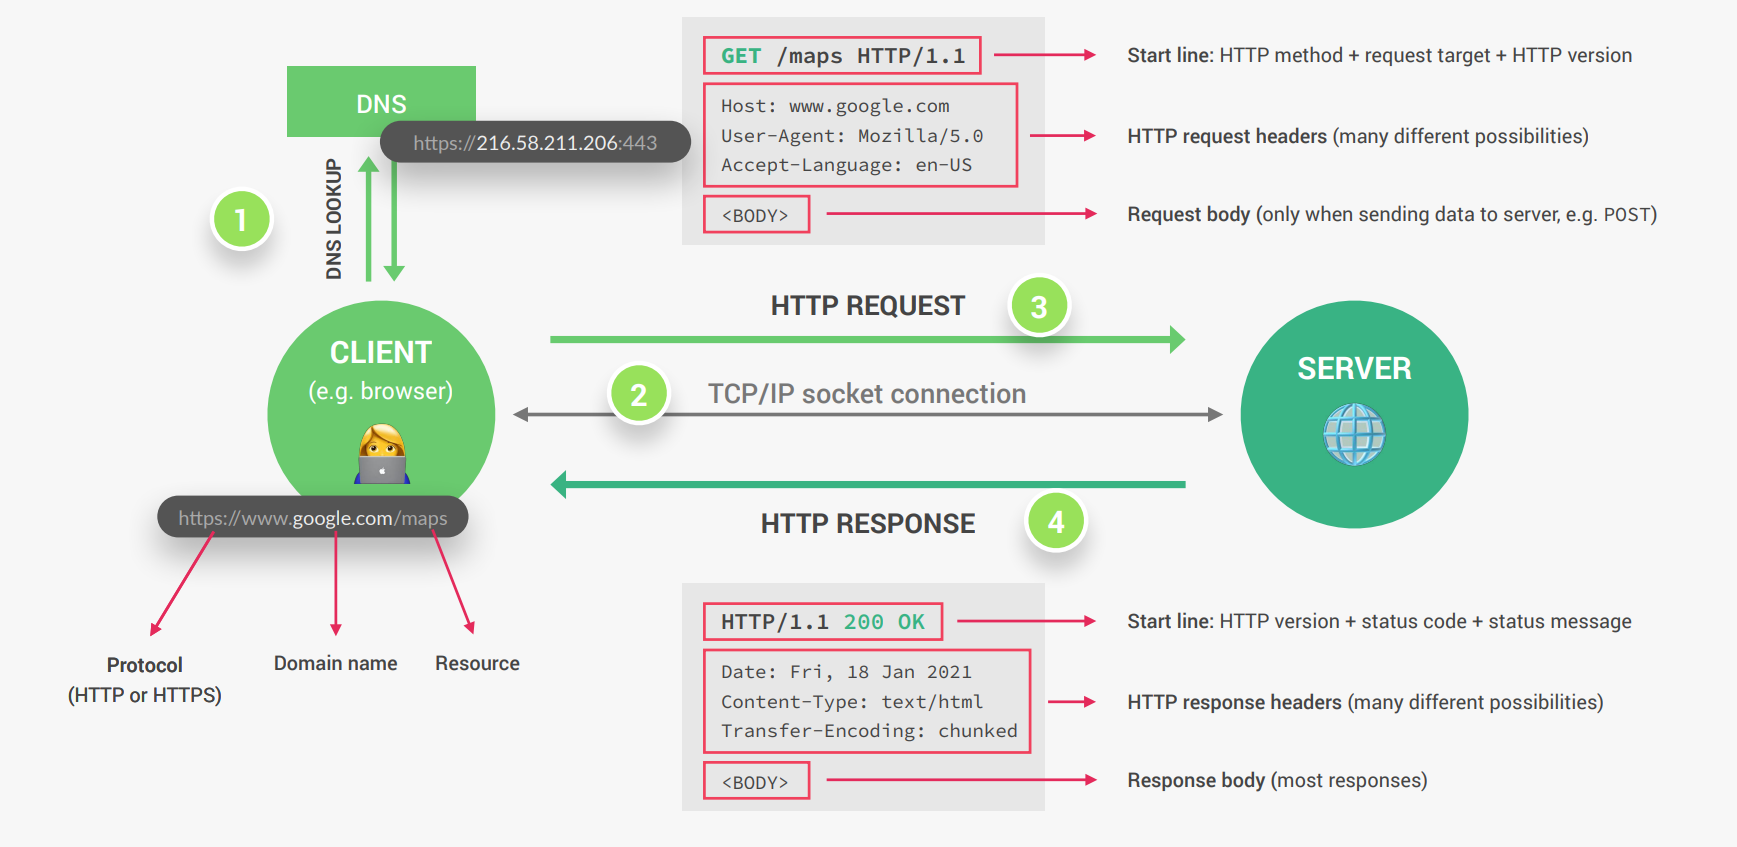 DNS
https://216.58.211.206:443
DNS LOOKUP
1
CLIENT
(e.g. browser)
https://www.google.com/maps
Protocol
(HTTP or HTTPS)
Domain name
Resource
GET /maps HTTP/1.1
Start line: HTTP method + request target + HTTP version
Host: www.google.com
User-Agent: Mozilla/5.0
Accept-Language: en-US
HTTP request headers (many different possibilities)
<BODY>
Request body (only when sending data to server, e.g. POST)
HTTP REQUEST
3
2
TCP/IP socket connection
SERVER
HTTP RESPONSE
4
HTTP/1.1 200 OK
Start line: HTTP version + status code + status message
Date: Fri, 18 Jan 2021
Content-Type: text/html
Transfer-Encoding: chunked
HTTP response headers (many different possibilities)
<BODY>
Response body (most responses)